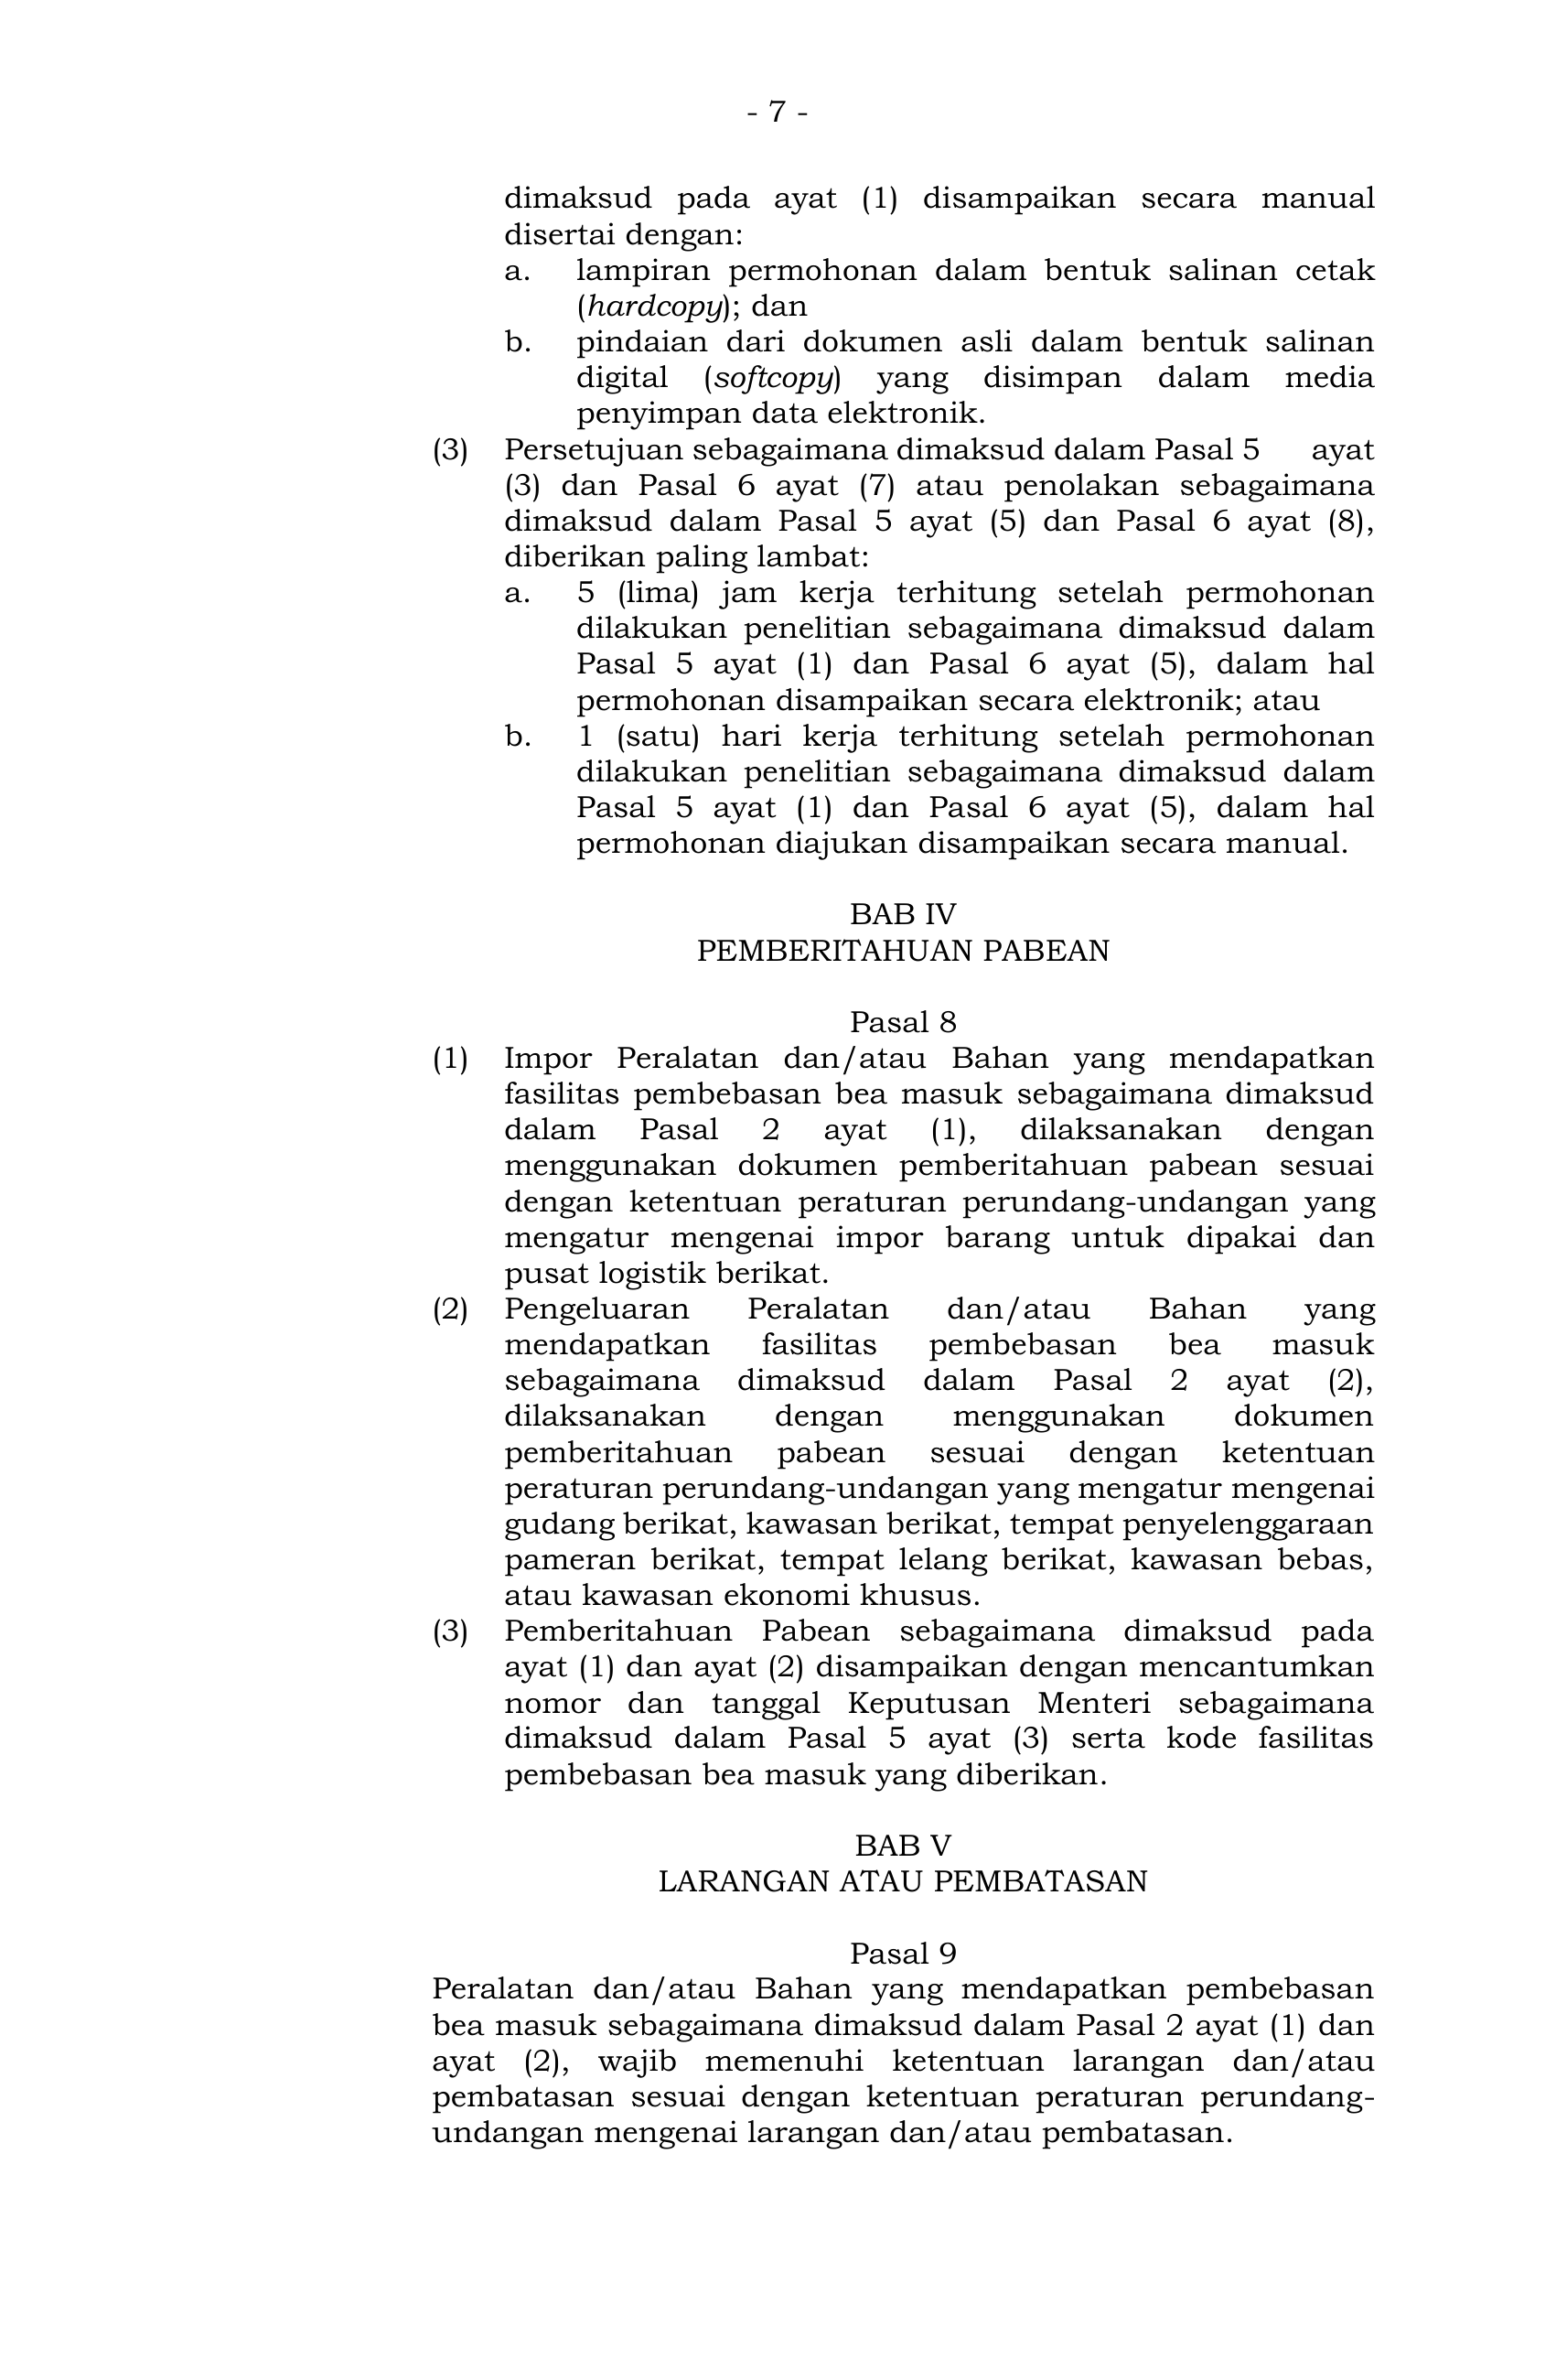 - 7 -
dimaksud pada ayat (1) disampaikan secara manual
disertai dengan:
a. lampiran permohonan dalam bentuk salinan cetak
(hardcopy); dan
b. pindaian dari dokumen asli dalam bentuk salinan
digital (softcopy) yang disimpan dalam media
penyimpan data elektronik.
(3) Persetujuan sebagaimana dimaksud dalam Pasal 5 ayat
(3) dan Pasal 6 ayat (7) atau penolakan sebagaimana
dimaksud dalam Pasal 5 ayat (5) dan Pasal 6 ayat (8),
diberikan paling lambat:
a. 5 (lima) jam kerja terhitung setelah permohonan
dilakukan penelitian sebagaimana dimaksud dalam
Pasal 5 ayat (1) dan Pasal 6 ayat (5), dalam hal
permohonan disampaikan secara elektronik; atau
b. 1 (satu) hari kerja terhitung setelah permohonan
dilakukan penelitian sebagaimana dimaksud dalam
Pasal 5 ayat (1) dan Pasal 6 ayat (5), dalam hal
permohonan diajukan disampaikan secara manual.
BAB IV
PEMBERITAHUAN PABEAN
Pasal 8
(1) Impor Peralatan dan/atau Bahan yang mendapatkan
fasilitas pembebasan bea masuk sebagaimana dimaksud
dalam Pasal 2 ayat (1), dilaksanakan dengan
menggunakan dokumen pemberitahuan pabean sesuai
dengan ketentuan peraturan perundang-undangan yang
mengatur mengenai impor barang untuk dipakai dan
pusat logistik berikat.
(2) Pengeluaran Peralatan dan/atau Bahan yang
mendapatkan fasilitas pembebasan bea masuk
sebagaimana dimaksud dalam Pasal 2 ayat (2),
dilaksanakan dengan menggunakan dokumen
pemberitahuan pabean sesuai dengan ketentuan
peraturan perundang-undangan yang mengatur mengenai
gudang berikat, kawasan berikat, tempat penyelenggaraan
pameran berikat, tempat lelang berikat, kawasan bebas,
atau kawasan ekonomi khusus.
(3) Pemberitahuan Pabean sebagaimana dimaksud pada
ayat (1) dan ayat (2) disampaikan dengan mencantumkan
nomor dan tanggal Keputusan Menteri sebagaimana
dimaksud dalam Pasal 5 ayat (3) serta kode fasilitas
pembebasan bea masuk yang diberikan.
BAB V
LARANGAN ATAU PEMBATASAN
Pasal 9
Peralatan dan/atau Bahan yang mendapatkan pembebasan
bea masuk sebagaimana dimaksud dalam Pasal 2 ayat (1) dan
ayat (2), wajib memenuhi ketentuan larangan dan/atau
pembatasan sesuai dengan ketentuan peraturan perundang-
undangan mengenai larangan dan/atau pembatasan.